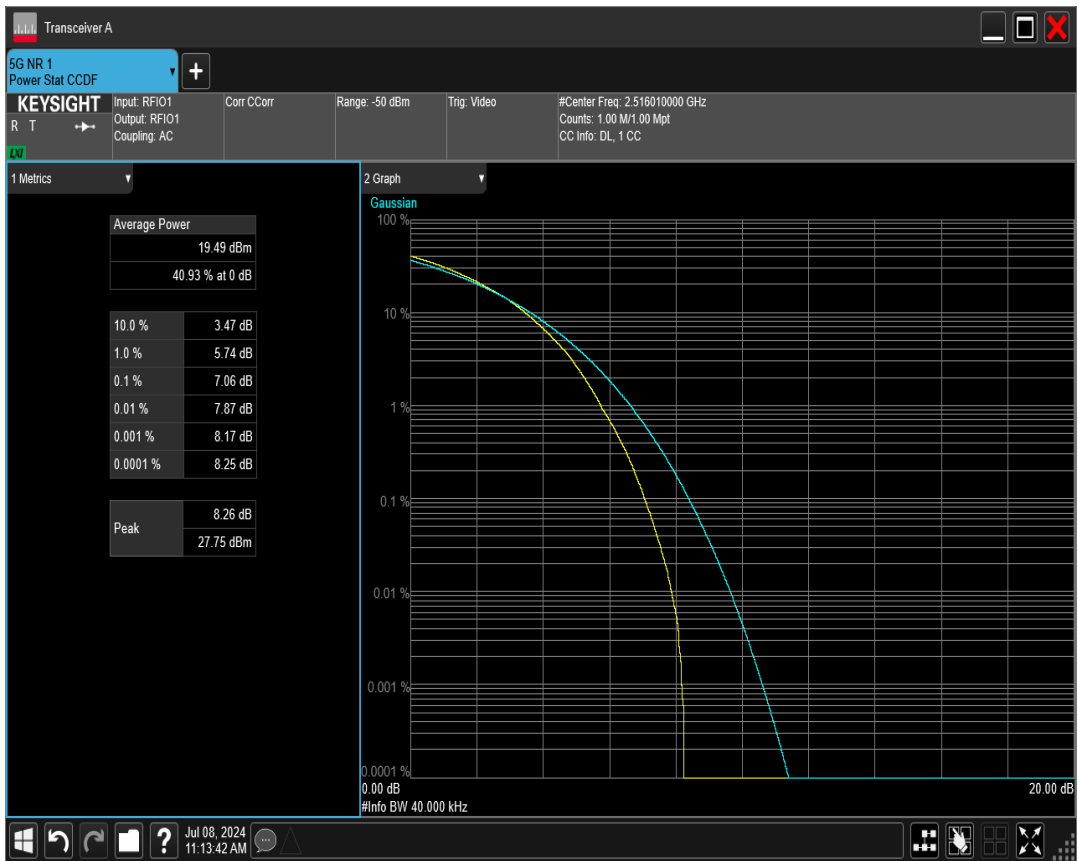 Transceiver A
5G NR 1
Power Stat CCDF
+
KEYSIGHT
R T
LXI
Input: RFIO1
Output: RFIO1
Coupling: AC
Corr CCorr
Range: -50 dBm
Trig: Video
#Center Freq: 2.516010000 GHz
Counts: 1.00 M/1.00 Mpt
CC Info: DL, 1 CC
1 Metrics
Average Power
19.49 dBm
40.93 % at 0 dB
10.0 % 3.47 dB
1.0 % 5.74 dB
0.1 % 7.06 dB
0.01 % 7.87 dB
0.001 % 8.17 dB
0.0001 % 8.25 dB
Peak
8.26 dB
27.75 dBm
2 Graph
Gaussian
100 %
10 %
1 %
0.1 %
0.01 %
0.001 %
0.0001 %
0.00 dB 20.00 dB
#Info BW 40.000 kHz
?
Jul 08, 2024
11:13:42 AM